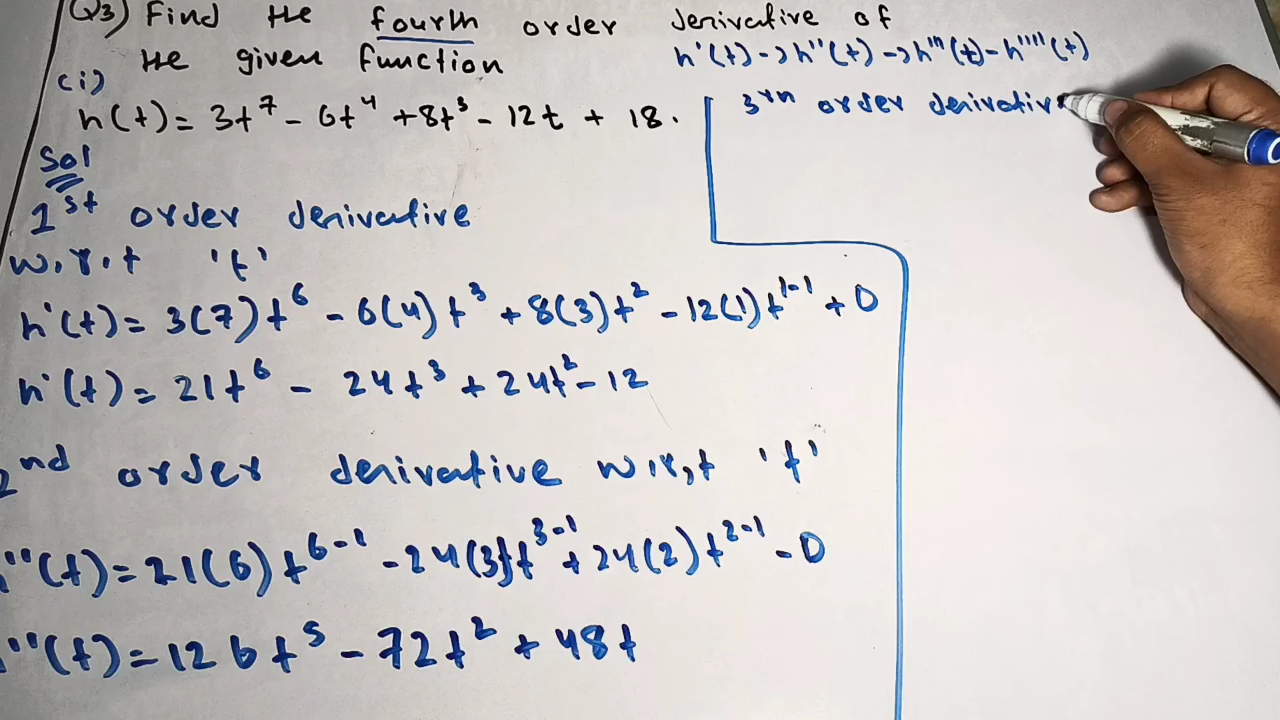 Q3) Find the fourth order derivative of
the given function
h'(t) -> h''(t) -> h'''(t) - h''''(t)
(i)
h(t) = 3t⁷ - 6t⁴ + 8t³ - 12t + 18.
Sol
1st order derivative
w.r.t 't'
h'(t) = 3(7)t⁶ - 6(4)t³ + 8(3)t² - 12(1)t¹⁻¹ + 0
h'(t) = 21t⁶ - 24t³ + 24t² - 12
2nd order derivative w.r.t 't'
h''(t) = 21(6)t⁶⁻¹ - 24(3)t³⁻¹ + 24(2)t²⁻¹ - 0
h''(t) = 126t⁵ - 72t² + 48t
3rd order derivative